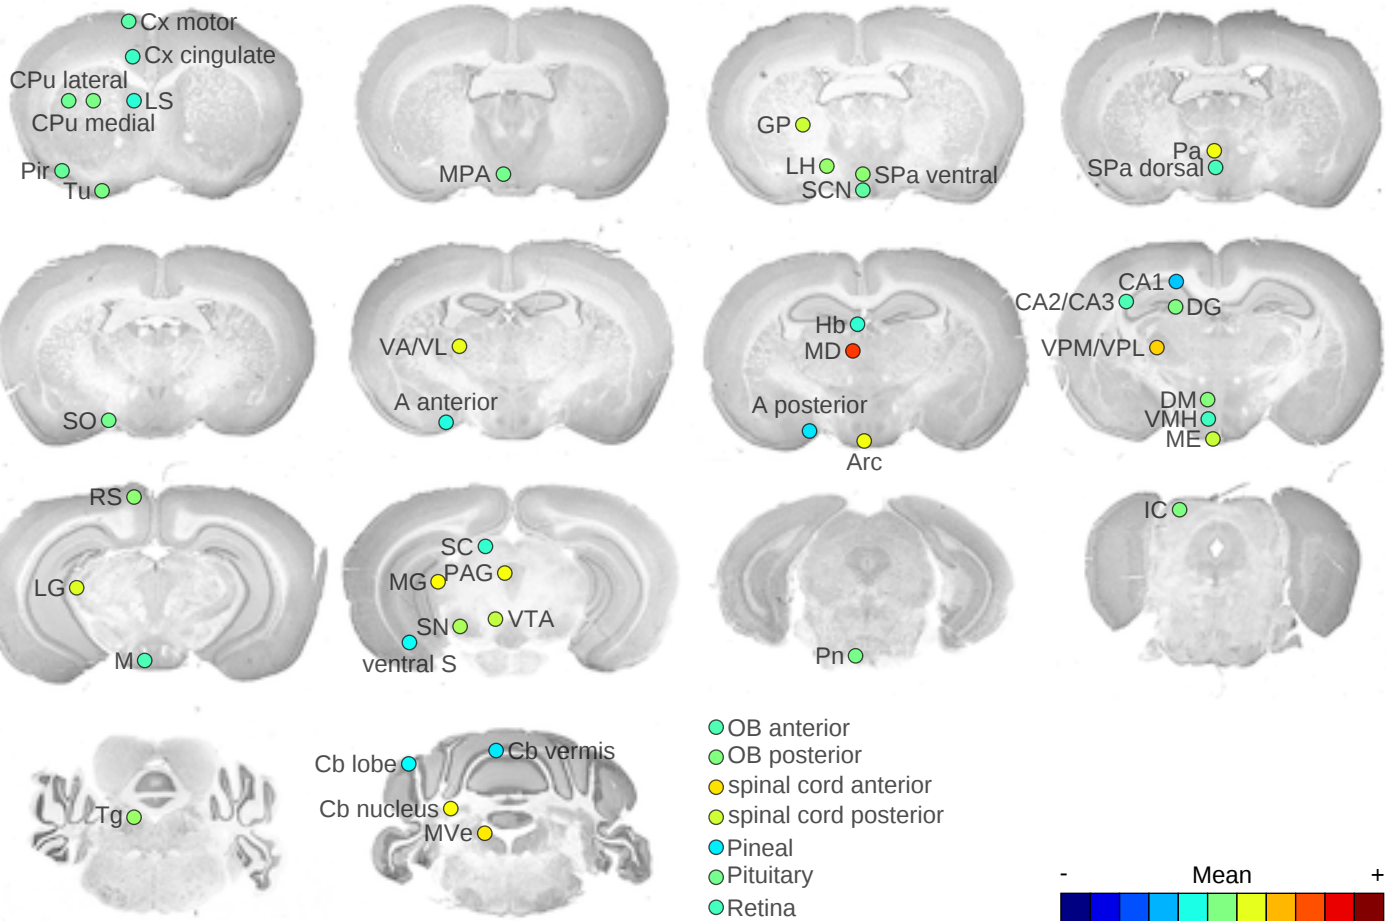 Cx motor
Cx cingulate
CPu lateral
LS
CPu medial
Pir
Tu
MPA
GP
LH
SPa ventral
SCN
Pa
SPa dorsal
SO
VA/VL
A anterior
Hb
MD
A posterior
Arc
CA1
CA2/CA3
DG
VPM/VPL
DM
VMH
ME
RS
LG
M
SC
MG
PAG
SN
VTA
ventral S
Pn
IC
Tg
Cb lobe
Cb vermis
Cb nucleus
MVe
OB anterior
OB posterior
spinal cord anterior
spinal cord posterior
Pineal
Pituitary
Retina
- Mean +